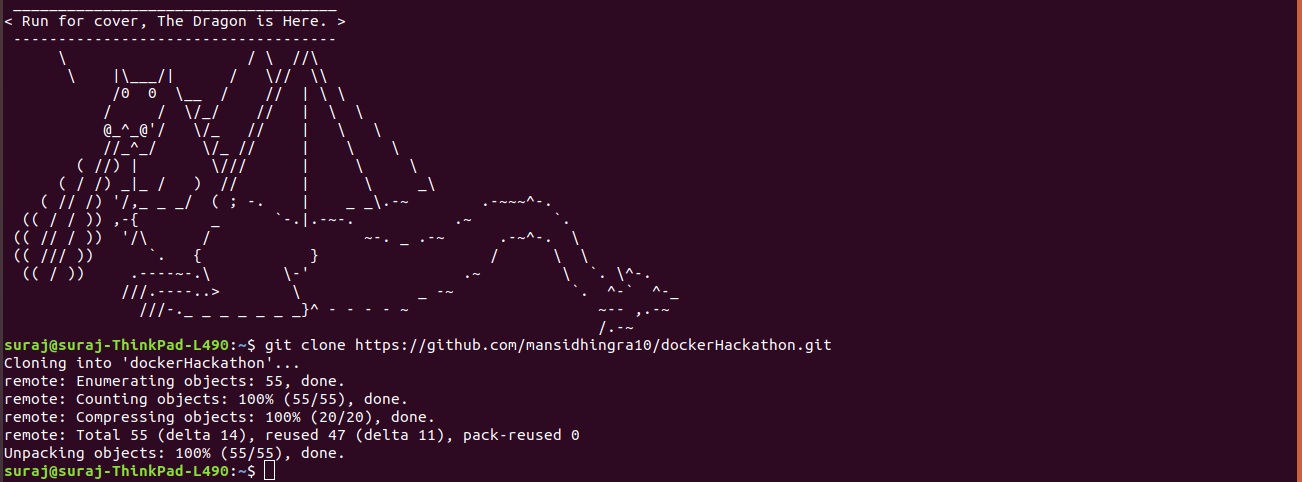 < Run for cover, The Dragon is Here. >
suraj@suraj-ThinkPad-L490:~$ git clone https://github.com/mansidhingra10/dockerHackathon.git
Cloning into 'dockerHackathon'...
remote: Enumerating objects: 55, done.
remote: Counting objects: 100% (55/55), done.
remote: Compressing objects: 100% (20/20), done.
remote: Total 55 (delta 14), reused 47 (delta 11), pack-reused 0
Unpacking objects: 100% (55/55), done.
suraj@suraj-ThinkPad-L490:~$